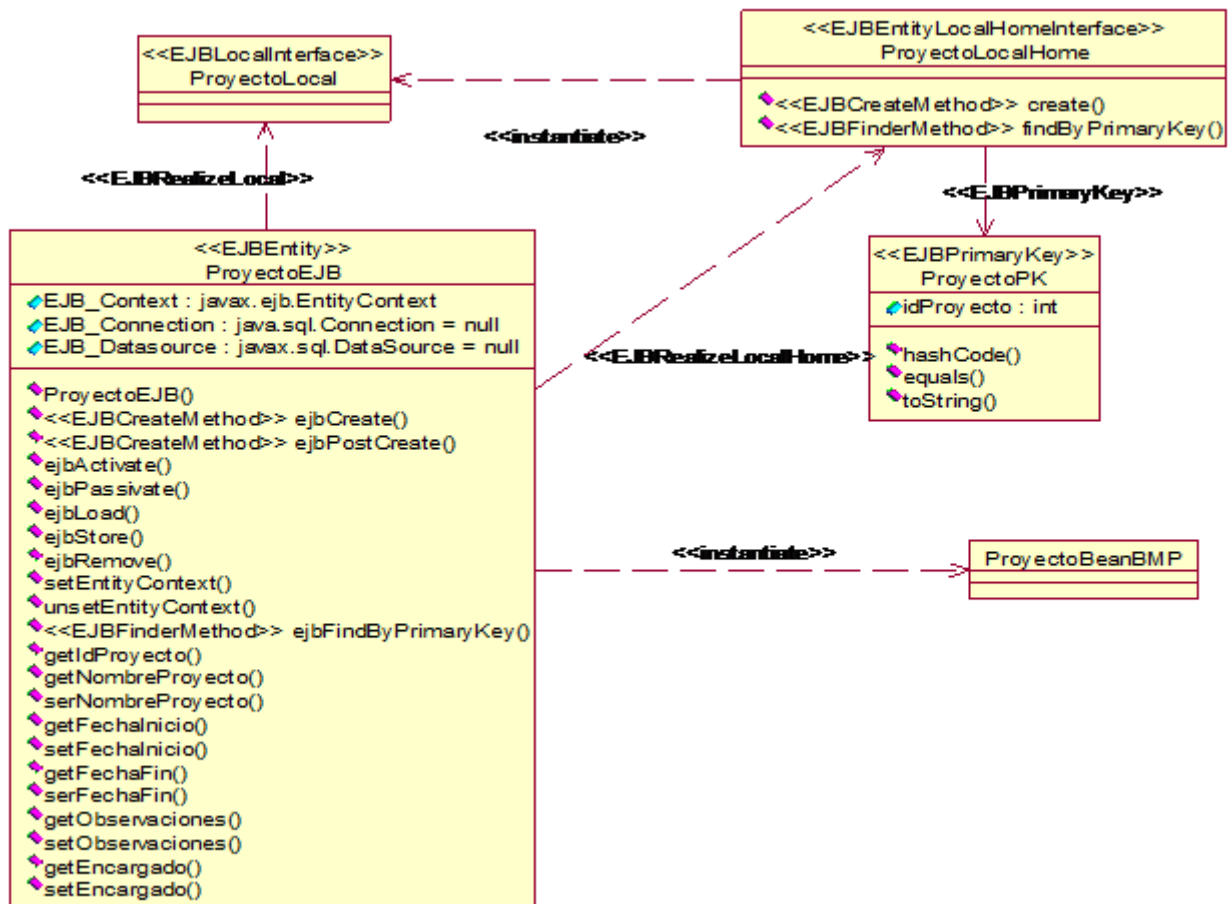 <<EJBLocalInterface>>
ProyectoLocal
<<EJBEntityLocalHomeInterface>>
ProyectoLocalHome
<<EJBCreateMethod>> create()
<<EJBFinderMethod>> findByPrimaryKey()
<<instantiate>>
<<EJBRealizeLocal>>
<<EJBPrimaryKey>>
<<EJBEntity>>
ProyectoEJB
EJB_Context : javax.ejb.EntityContext
EJB_Connection : java.sql.Connection = null
EJB_Datasource : javax.sql.DataSource = null
ProyectoEJB()
<<EJBCreateMethod>> ejbCreate()
<<EJBCreateMethod>> ejbPostCreate()
ejbActivate()
ejbPassivate()
ejbLoad()
ejbStore()
ejbRemove()
setEntityContext()
unsetEntityContext()
<<EJBFinderMethod>> ejbFindByPrimaryKey()
getIdProyecto()
getNombreProyecto()
serNombreProyecto()
getFechaInicio()
setFechaInicio()
getFechaFin()
serFechaFin()
getObservaciones()
setObservaciones()
getEncargado()
setEncargado()
<<EJBPrimaryKey>>
ProyectoPK
idProyecto : int
hashCode()
equals()
toString()
<<EJBRealizeLocalHome>>
<<instantiate>>
ProyectoBeanBMP